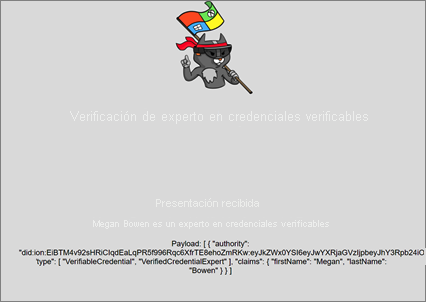 Verificación de experto en credenciales verificables
Presentación recibida
Megan Bowen es un experto en credenciales verificables
Payload: [ { "authority":
"did:ion:EiBTM4v92sHRiCIqdEaLqPR5f996Rqc6XfrTE8ehoZmRKw:eyJkZWx0YSI6eyJwYXRjaGVzIjpbeyJhY3Rpb24iO
"type": [ "VerifiableCredential", "VerifiedCredentialExpert" ], "claims": { "firstName": "Megan", "lastName":
"Bowen" } } ]